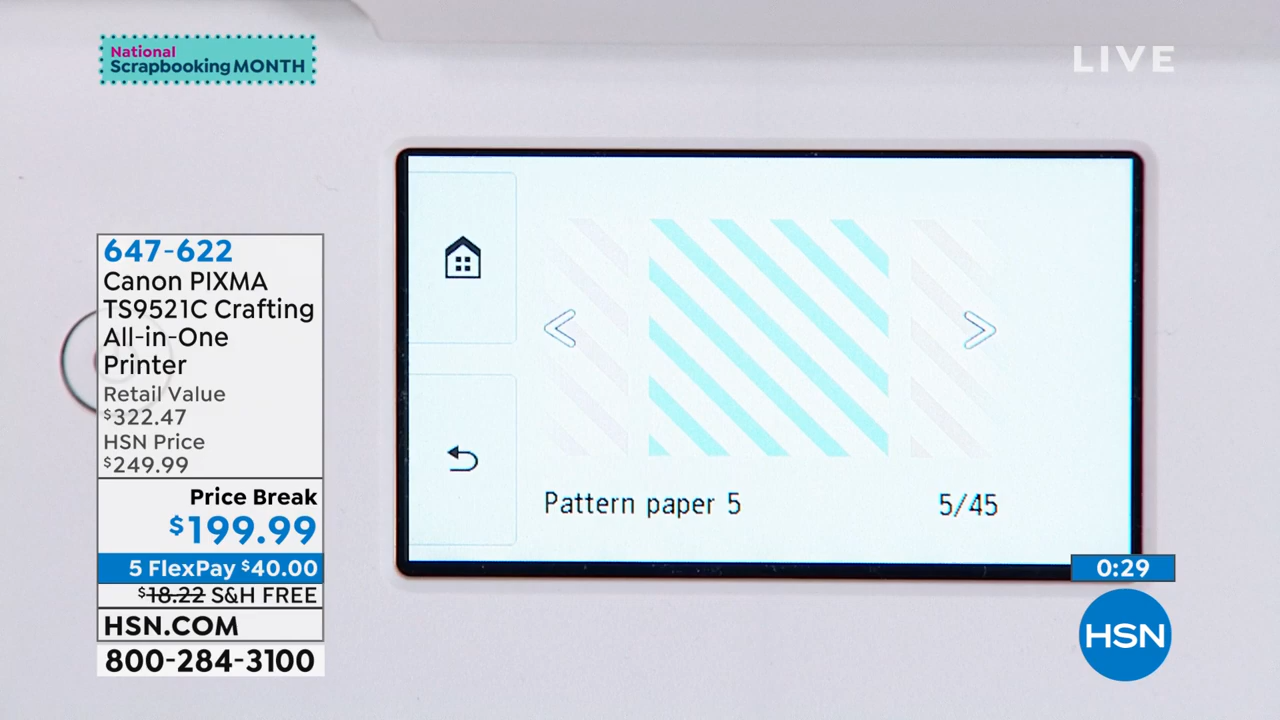 National
Scrapbooking MONTH
LIVE
647-622
Canon PIXMA
TS9521C Crafting
All-in-One
Printer
Retail Value
$322.47
HSN Price
$249.99
Price Break
$199.99
5 FlexPay $40.00
$18.22 S&H FREE
HSN.COM
800-284-3100
Pattern paper 5
5/45
0:29
HSN